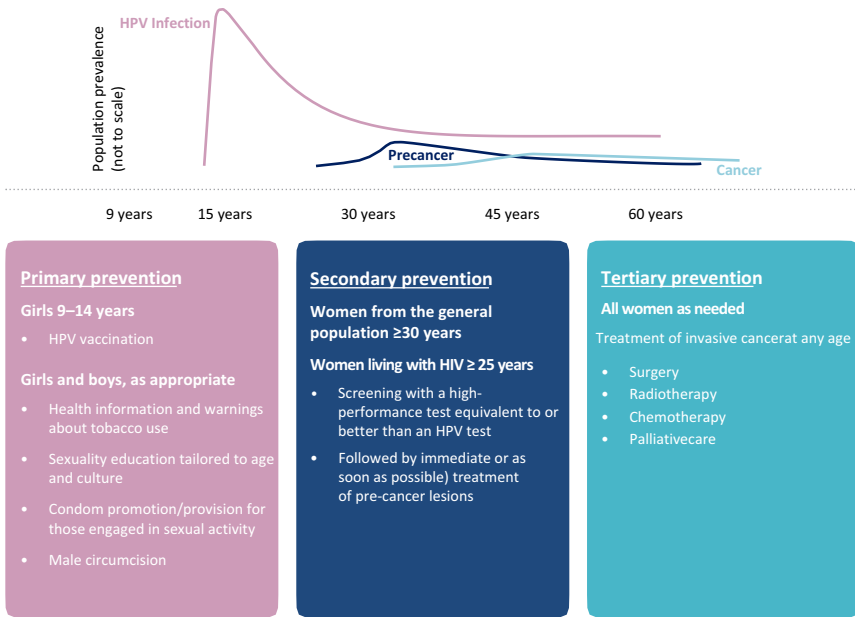 HPV Infection
Population prevalence
(not to scale)
Precancer
Cancer
9 years
15 years
30 years
45 years
60 years
Primary prevention
Girls 9–14 years
• HPV vaccination
Girls and boys, as appropriate
• Health information and warnings
about tobacco use
• Sexuality education tailored to age
and culture
• Condom promotion/provision for
those engaged in sexual activity
• Male circumcision
Secondary prevention
Women from the general
population ≥30 years
Women living with HIV ≥ 25 years
• Screening with a high-
performance test equivalent to or
better than an HPV test
• Followed by immediate or as
soon as possible) treatment
of pre-cancer lesions
Tertiary prevention
All women as needed
Treatment of invasive cancerat any age
• Surgery
• Radiotherapy
• Chemotherapy
• Palliativecare